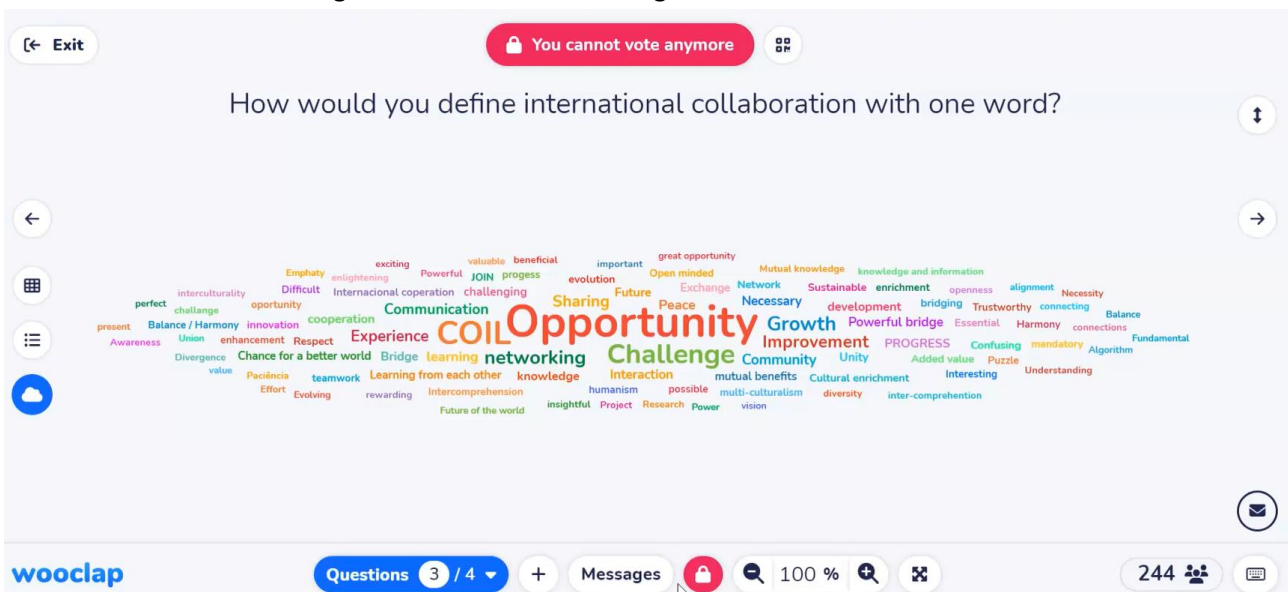 Exit
You cannot vote anymore
How would you define international collaboration with one word?
great opportunity
exciting valuable beneficial important
Emphaty enlightening Powerful JOIN progess evolution Open minded Mutual knowledge knowledge and information
interculturality Difficult Internacional coperation challenging Future Exchange Network Sustainable enrichment openness alignment Necessity
perfect challange oportunity Communication Sharing Peace Necessary development bridging Trustworthy connecting Balance
present Balance / Harmony innovation cooperation COIL Opportunity Growth Powerful bridge Essential Harmony connections
Awareness Union enhancement Respect Experience Improvement PROGRESS Confusing mandatory Algorithm Fundamental
Divergence Chance for a better world Bridge learning networking Challenge Community Unity Added value Puzzle
value Paciência teamwork Learning from each other knowledge Interaction mutual benefits Cultural enrichment Interesting Understanding
Effort Evolving rewarding Intercomprehension humanism possible multi-culturalism diversity inter-comprehention
Future of the world insightful Project Research Power vision
wooclap Questions 3 / 4 + Messages 100 % 244